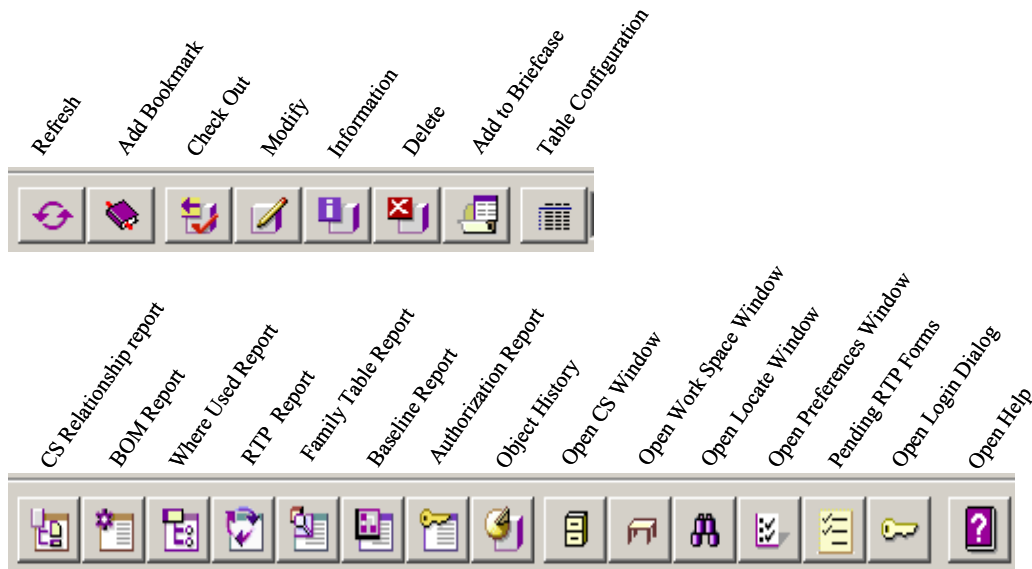 Refresh
Add Bookmark
Check Out
Modify
Information
Delete
Add to Briefcase
Table Configuration
CS Relationship report
BOM Report
Where Used Report
RTP Report
Family Table Report
Baseline Report
Authorization Report
Object History
Open CS Window
Open Work Space Window
Open Locate Window
Open Preferences Window
Pending RTP Forms
Open Login Dialog
Open Help